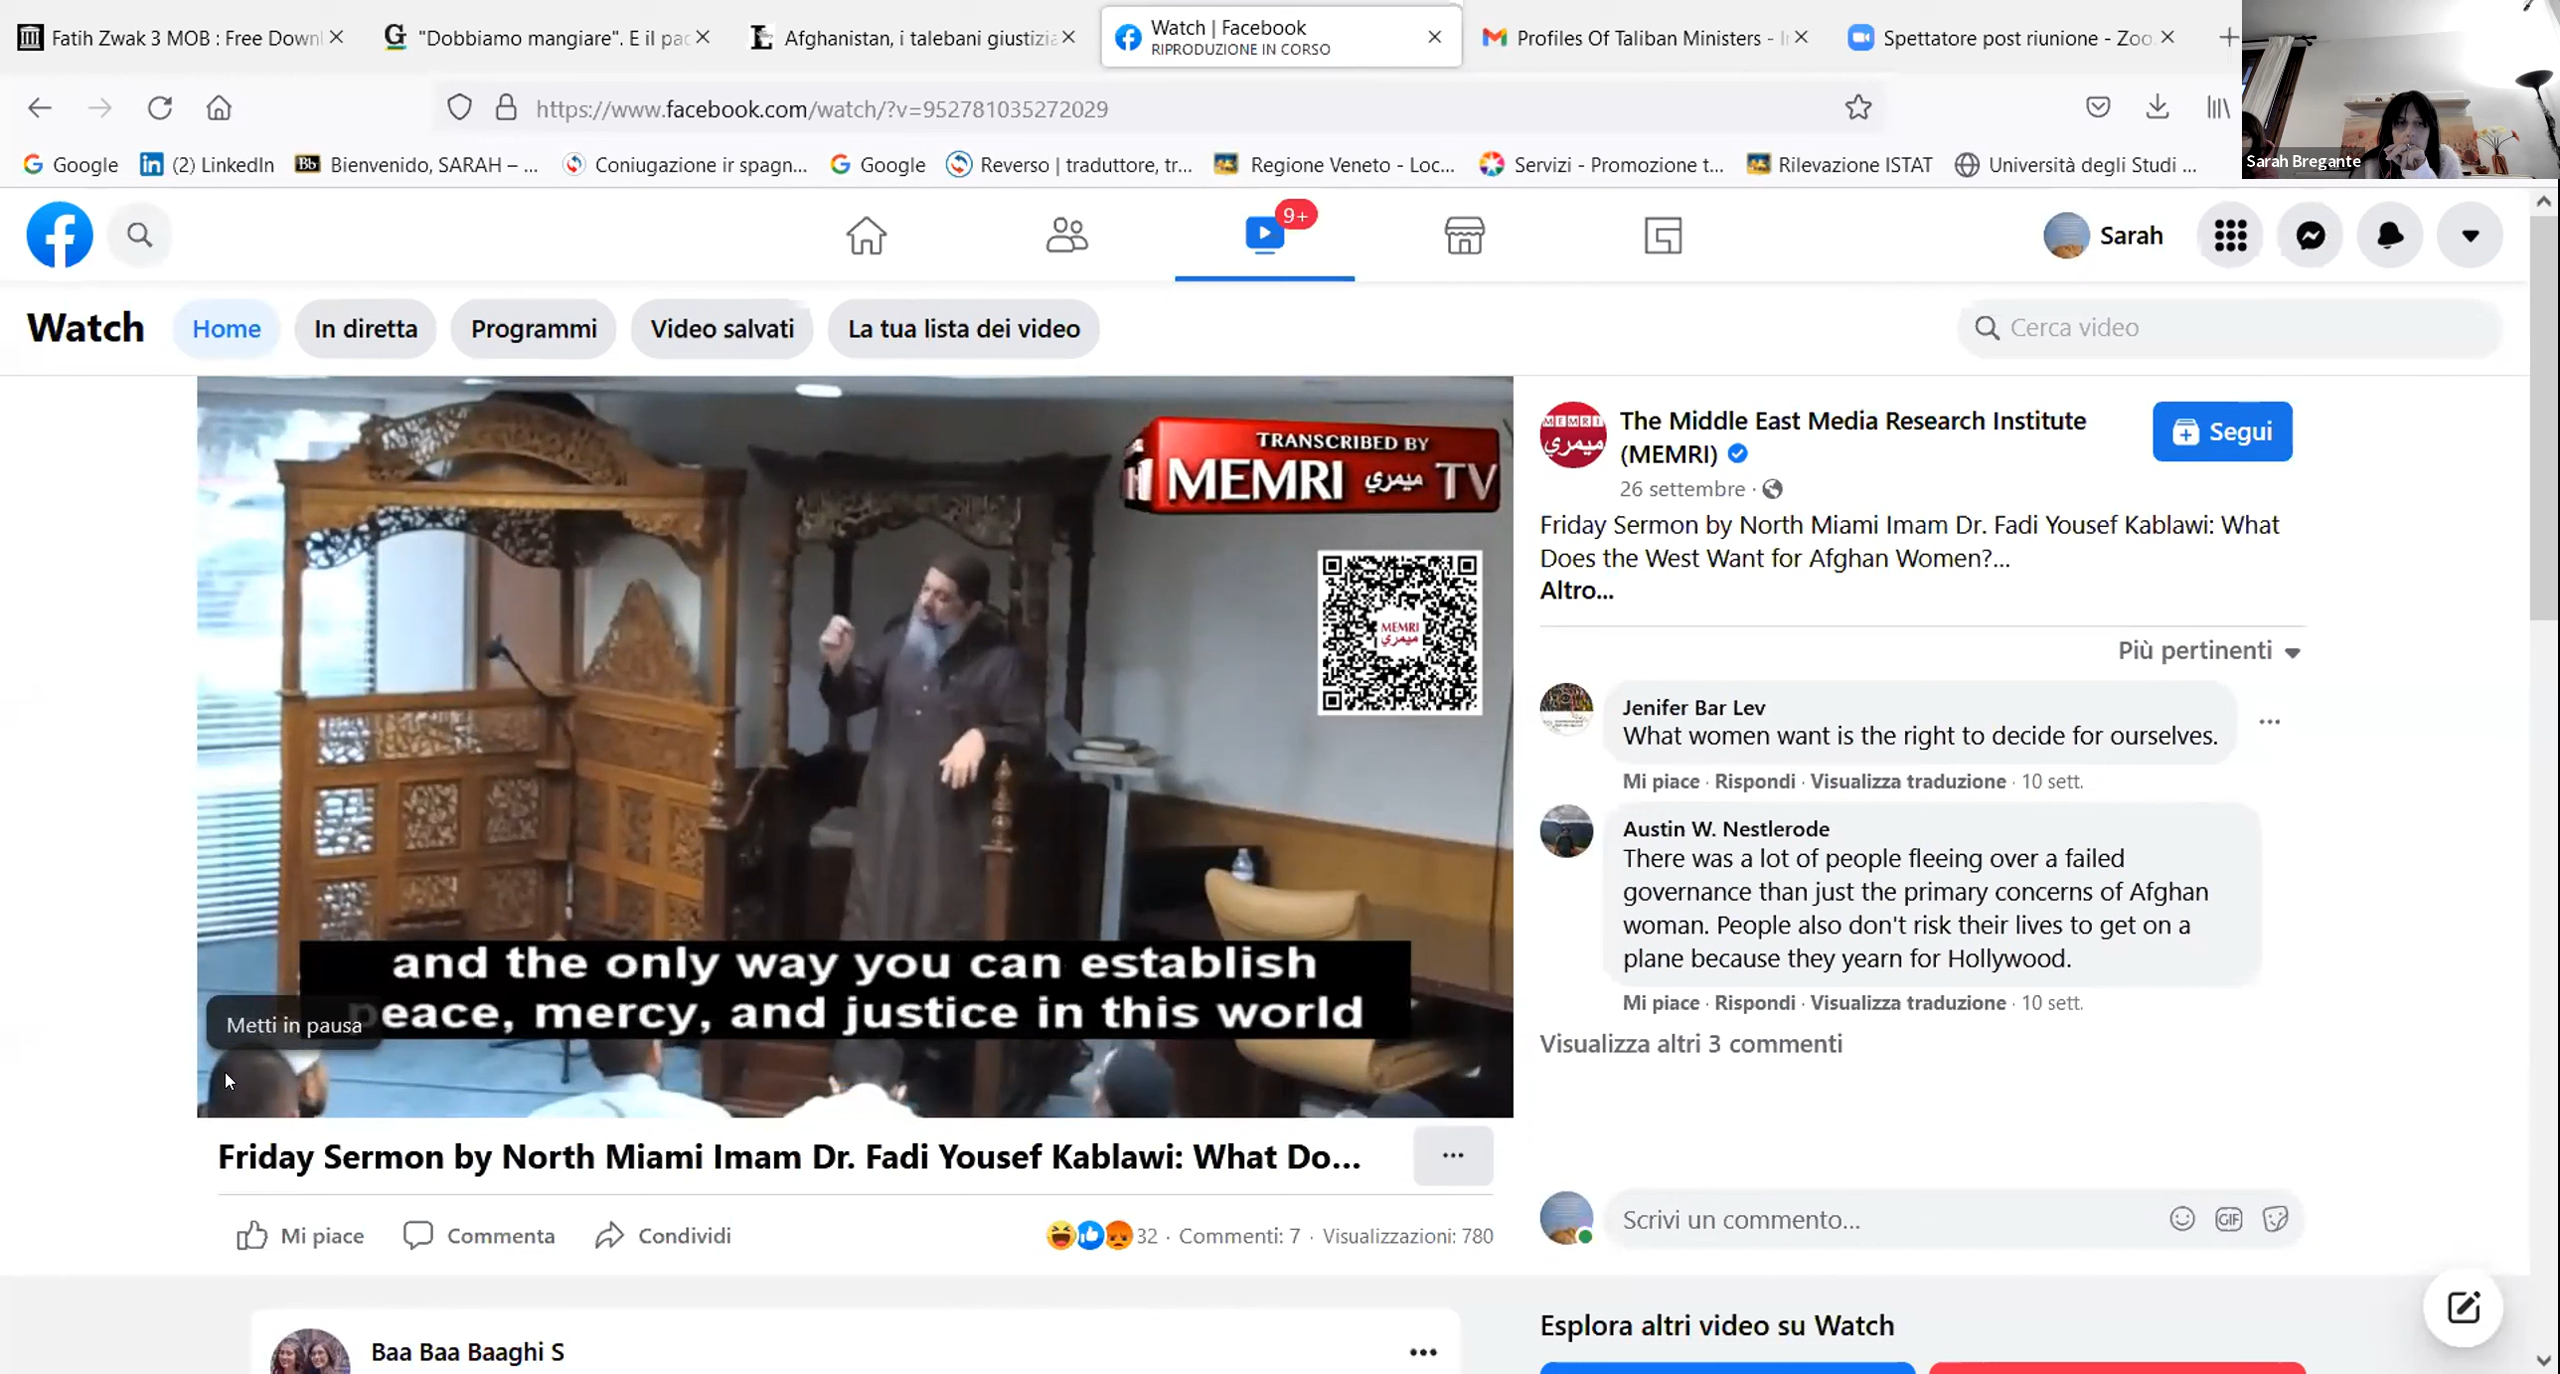 Fatih Zwak 3 MOB : Free Downl
"Dobbiamo mangiare". E il pac
Afghanistan, i talebani giustizia
Watch | Facebook
RIPRODUZIONE IN CORSO
Profiles Of Taliban Ministers - I
Spettatore post riunione - Zoo
https://www.facebook.com/watch/?v=952781035272029
Google
(2) LinkedIn
Bb
Bienvenido, SARAH – ...
Coniugazione ir spagn...
Google
Reverso | traduttore, tr...
Regione Veneto - Loc...
Servizi - Promozione t...
Rilevazione ISTAT
Università degli Studi ...
Sarah Bregante
9+
Sarah
Watch
Home
In diretta
Programmi
Video salvati
La tua lista dei video
Cerca video
TRANSCRIBED BY
MEMRI ميمري TV
MEMRI
ميمري
and the only way you can establish
peace, mercy, and justice in this world
Metti in pausa
Friday Sermon by North Miami Imam Dr. Fadi Yousef Kablawi: What Do...
...
Mi piace
Commenta
Condividi
32 · Commenti: 7 · Visualizzazioni: 780
Baa Baa Baaghi S
MEMRI
ميمري
The Middle East Media Research Institute
(MEMRI)
26 settembre ·
Segui
Friday Sermon by North Miami Imam Dr. Fadi Yousef Kablawi: What
Does the West Want for Afghan Women?...
Altro...
Più pertinenti
Jenifer Bar Lev
What women want is the right to decide for ourselves.
Mi piace · Rispondi · Visualizza traduzione · 10 sett.
Austin W. Nestlerode
There was a lot of people fleeing over a failed
governance than just the primary concerns of Afghan
woman. People also don't risk their lives to get on a
plane because they yearn for Hollywood.
Mi piace · Rispondi · Visualizza traduzione · 10 sett.
Visualizza altri 3 commenti
Scrivi un commento...
GIF
Esplora altri video su Watch